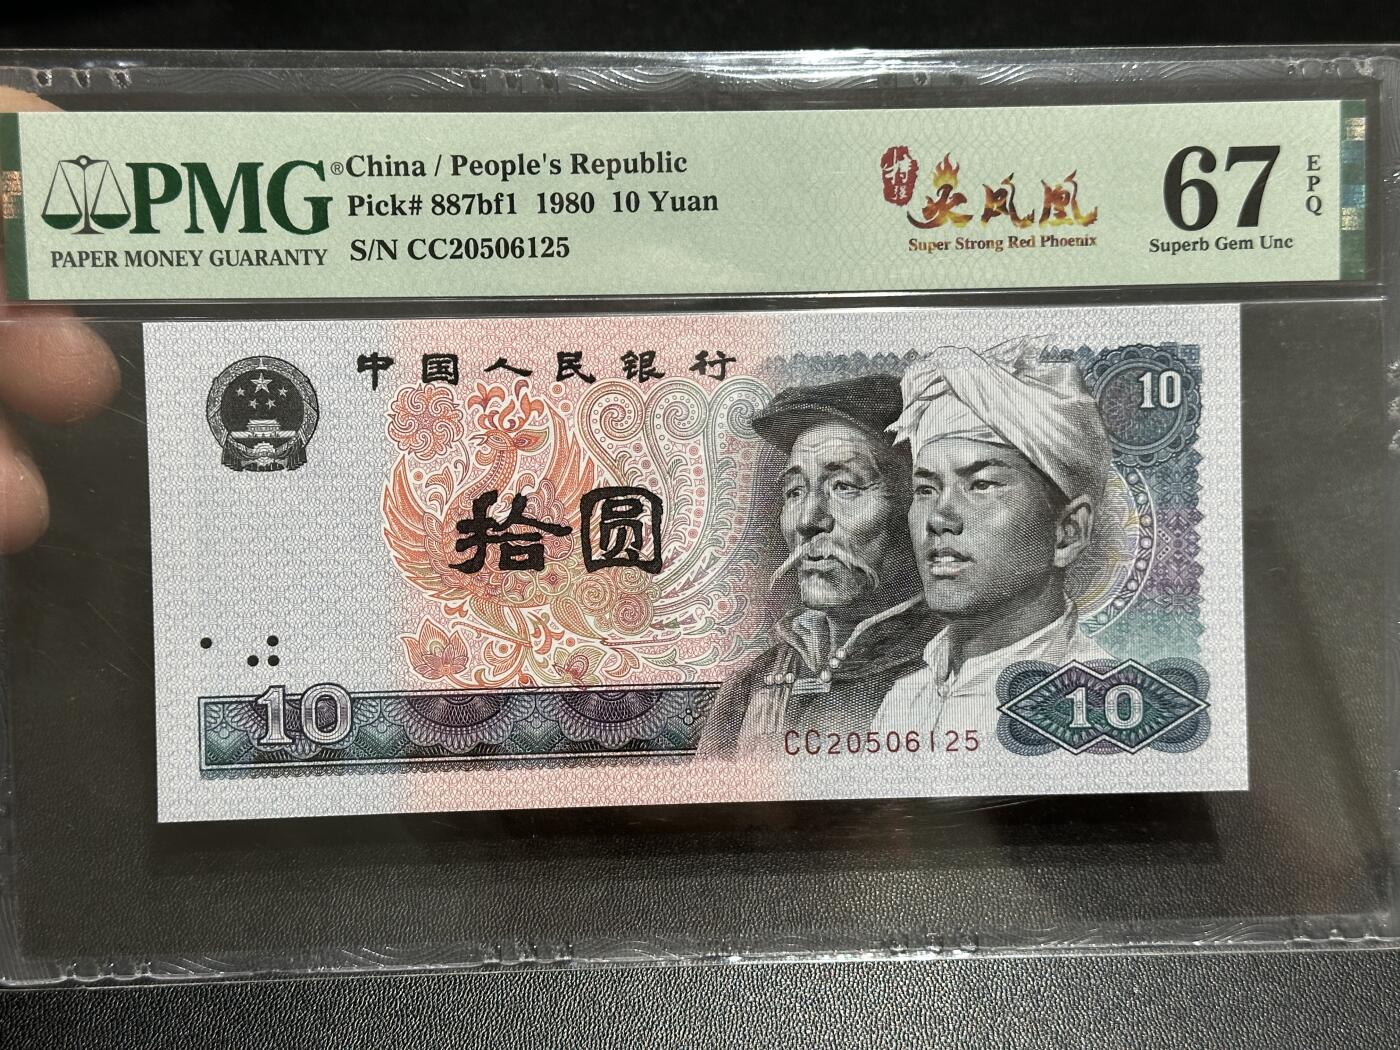 PMG®
PAPER MONEY GUARANTY
China / People's Republic
Pick# 887bf1 1980 10 Yuan
S/N CC20506125
特强
火凤凰
Super Strong Red Phoenix
67
EPQ
Superb Gem Unc
中国人民银行
10
拾圆
10
10
CC20506125